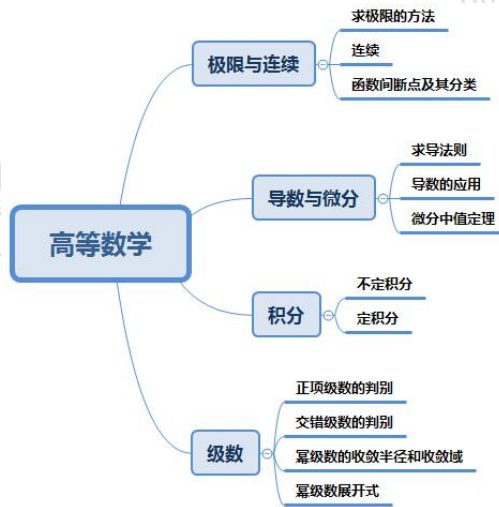 高等数学
极限与连续
求极限的方法
连续
函数间断点及其分类
导数与微分
求导法则
导数的应用
微分中值定理
积分
不定积分
定积分
级数
正项级数的判别
交错级数的判别
幂级数的收敛半径和收敛域
幂级数展开式